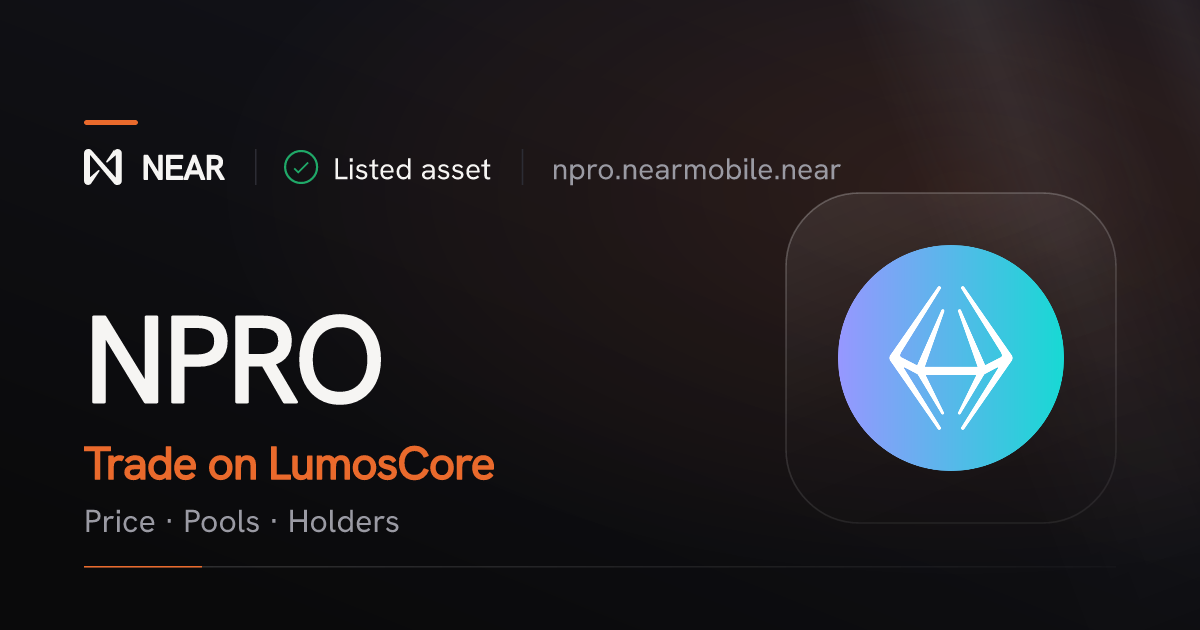 NEAR Listed asset npro.nearmobile.near
NPRO
Trade on LumosCore
Price · Pools · Holders